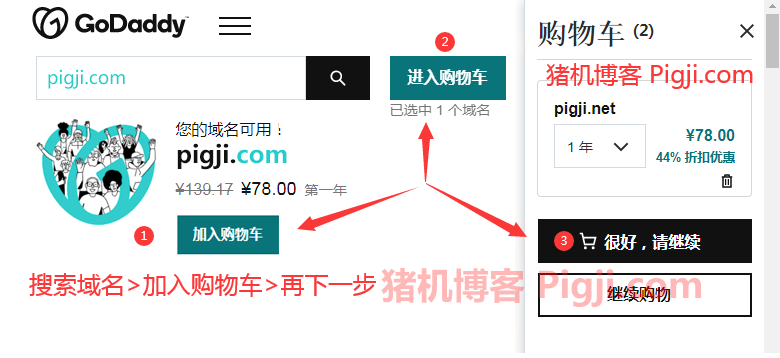 GoDaddy
pigji.com
2
进入购物车
已选中 1 个域名
您的域名可用！
pigji.com
¥139.17 ¥78.00 第一年
1
加入购物车
搜索域名>加入购物车>再下一步
猪机博客 Pigji.com
购物车 (2)
猪机博客 Pigji.com
pigji.net
1 年
¥78.00
44% 折扣优惠
3
很好，请继续
继续购物